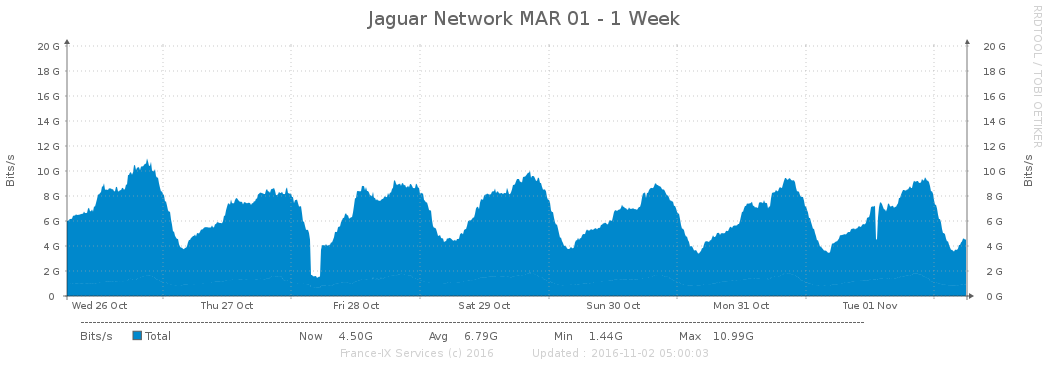 Jaguar Network MAR 01 - 1 Week
RRDTOOL / TOBI OETIKER
Bits/s
20 G 20 G
18 G 18 G
16 G 16 G
14 G 14 G
12 G 12 G
10 G 10 G
8 G 8 G
6 G 6 G
4 G 4 G
2 G 2 G
0 0 G
Bits/s
Wed 26 Oct Thu 27 Oct Fri 28 Oct Sat 29 Oct Sun 30 Oct Mon 31 Oct Tue 01 Nov
Bits/s Total Now 4.50G Avg 6.79G Min 1.44G Max 10.99G
France-IX Services (c) 2016 Updated : 2016-11-02 05:00:03